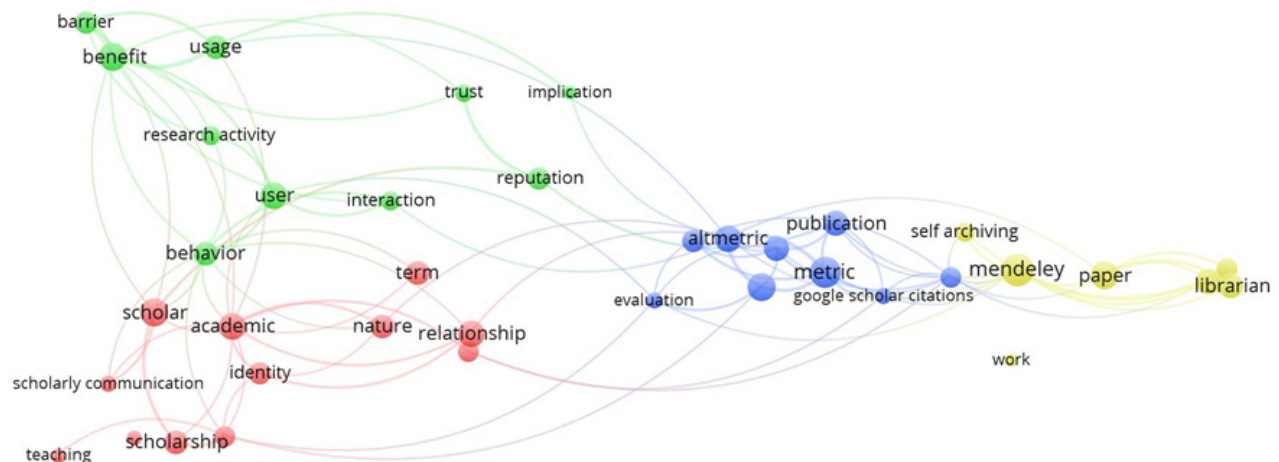 barrier
usage
benefit
trust
implication
research activity
reputation
user
interaction
publication
self archiving
altmetric
behavior
term
metric
mendeley
paper
librarian
evaluation
google scholar citations
scholar
academic
nature
relationship
work
identity
scholarly communication
scholarship
teaching